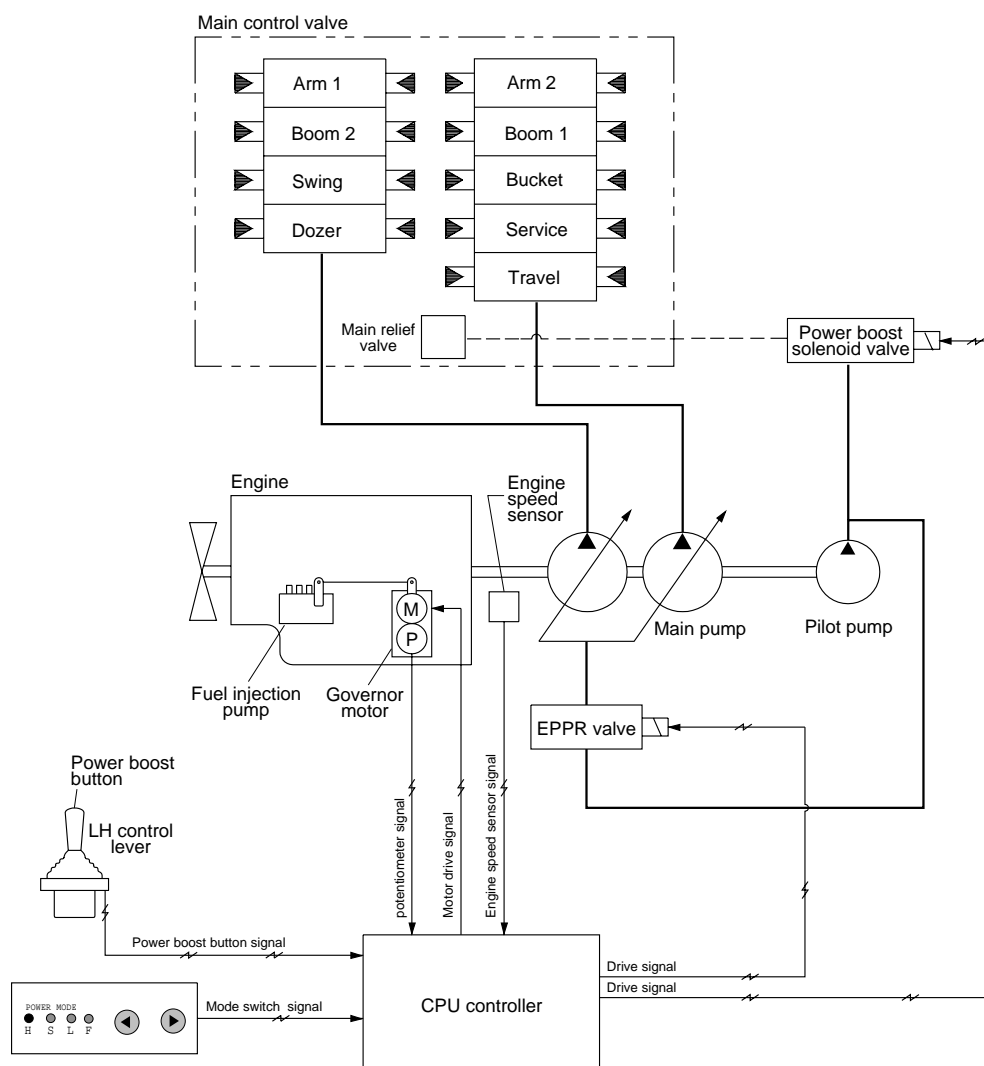 Main control valve
Arm 1
Arm 2
Boom 2
Boom 1
Swing
Bucket
Dozer
Service
Travel
Main relief
valve
Power boost
solenoid valve
Engine
Engine
speed
sensor
M
P
Main pump
Pilot pump
Fuel injection
pump
Governor
motor
EPPR valve
Power boost
button
LH control
lever
potentiometer signal
Motor drive signal
Engine speed sensor signal
Power boost button signal
Drive signal
Drive signal
CPU controller
Mode switch signal
POWER MODE
H S L F